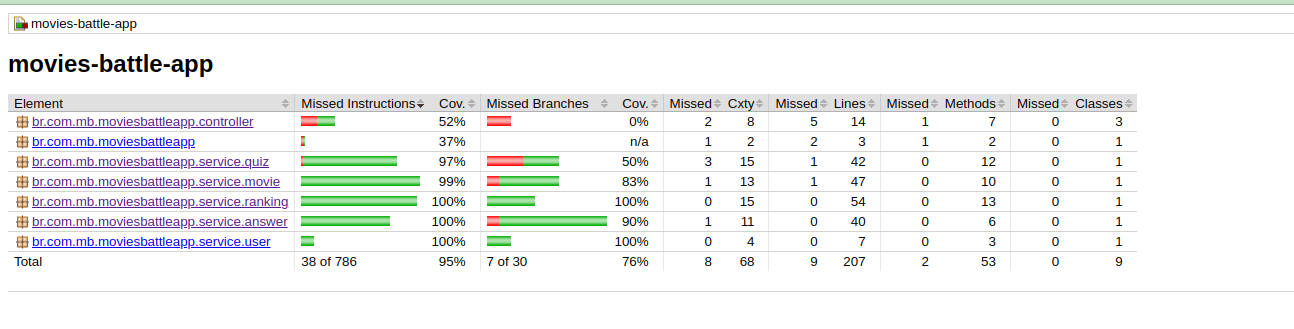 movies-battle-app
movies-battle-app
Element Missed Instructions Cov. Missed Branches Cov. Missed Cxty Missed Lines Missed Methods Missed Classes
br.com.mb.moviesbattleapp.controller 52% 0% 2 8 5 14 1 7 0 3
br.com.mb.moviesbattleapp 37% n/a 1 2 2 3 1 2 0 1
br.com.mb.moviesbattleapp.service.quiz 97% 50% 3 15 1 42 0 12 0 1
br.com.mb.moviesbattleapp.service.movie 99% 83% 1 13 1 47 0 10 0 1
br.com.mb.moviesbattleapp.service.ranking 100% 100% 0 15 0 54 0 13 0 1
br.com.mb.moviesbattleapp.service.answer 100% 90% 1 11 0 40 0 6 0 1
br.com.mb.moviesbattleapp.service.user 100% 100% 0 4 0 7 0 3 0 1
Total 38 of 786 95% 7 of 30 76% 8 68 9 207 2 53 0 9